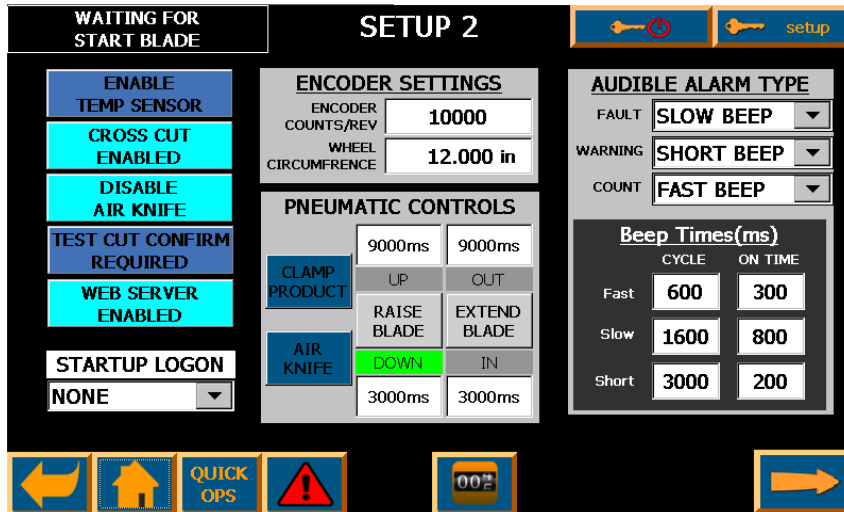 WAITING FOR
START BLADE
SETUP 2
setup
ENABLE
TEMP SENSOR
CROSS CUT
ENABLED
DISABLE
AIR KNIFE
TEST CUT CONFIRM
REQUIRED
WEB SERVER
ENABLED
STARTUP LOGON
NONE
ENCODER SETTINGS
ENCODER
COUNTS/REV
10000
WHEEL
CIRCUMFRENCE
12.000 in
PNEUMATIC CONTROLS
9000ms 9000ms
CLAMP
PRODUCT
UP OUT
RAISE
BLADE
EXTEND
BLADE
AIR
KNIFE
DOWN IN
3000ms 3000ms
AUDIBLE ALARM TYPE
FAULT SLOW BEEP
WARNING SHORT BEEP
COUNT FAST BEEP
Beep Times(ms)
CYCLE ON TIME
Fast 600 300
Slow 1600 800
Short 3000 200
QUICK
OPS